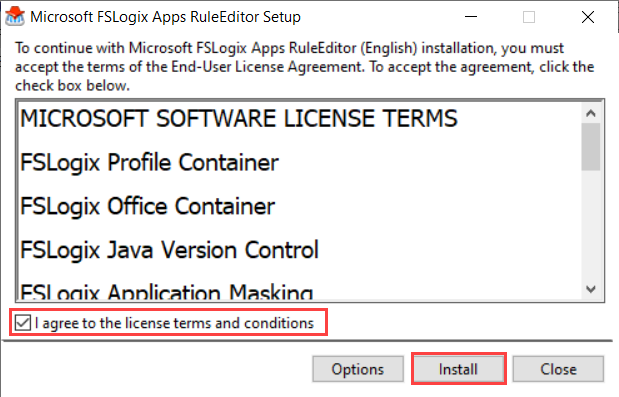 Microsoft FSLogix Apps RuleEditor Setup
To continue with Microsoft FSLogix Apps RuleEditor (English) installation, you must
accept the terms of the End-User License Agreement. To accept the agreement, click the
check box below.
MICROSOFT SOFTWARE LICENSE TERMS
FSLogix Profile Container
FSLogix Office Container
FSLogix Java Version Control
FSLogix Application Masking
I agree to the license terms and conditions
Options Install Close